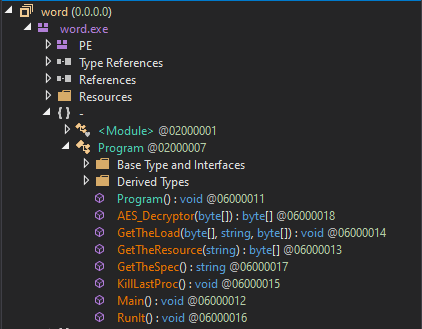 word (0.0.0.0)
word.exe
PE
Type References
References
Resources
{ } -
<Module> @02000001
Program @02000007
Base Type and Interfaces
Derived Types
Program() : void @06000011
AES_Decryptor(byte[]) : byte[] @06000018
GetTheLoad(byte[], string, byte[]) : void @06000014
GetTheResource(string) : byte[] @06000013
GetTheSpec() : string @06000017
KillLastProc() : void @06000015
Main() : void @06000012
RunIt() : void @06000016